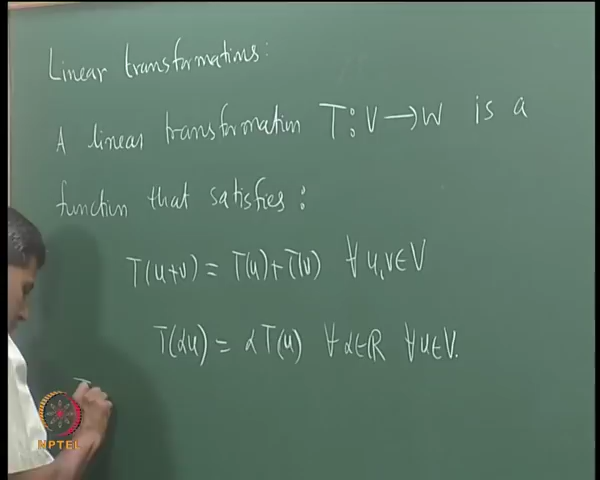 Linear transformations:
A linear transformation T: V → W is a
function that satisfies:
T(u+v) = T(u)+T(v) ∀ u,v∈V
T(αu) = αT(u) ∀ α∈ℝ ∀ u∈V.
NPTEL